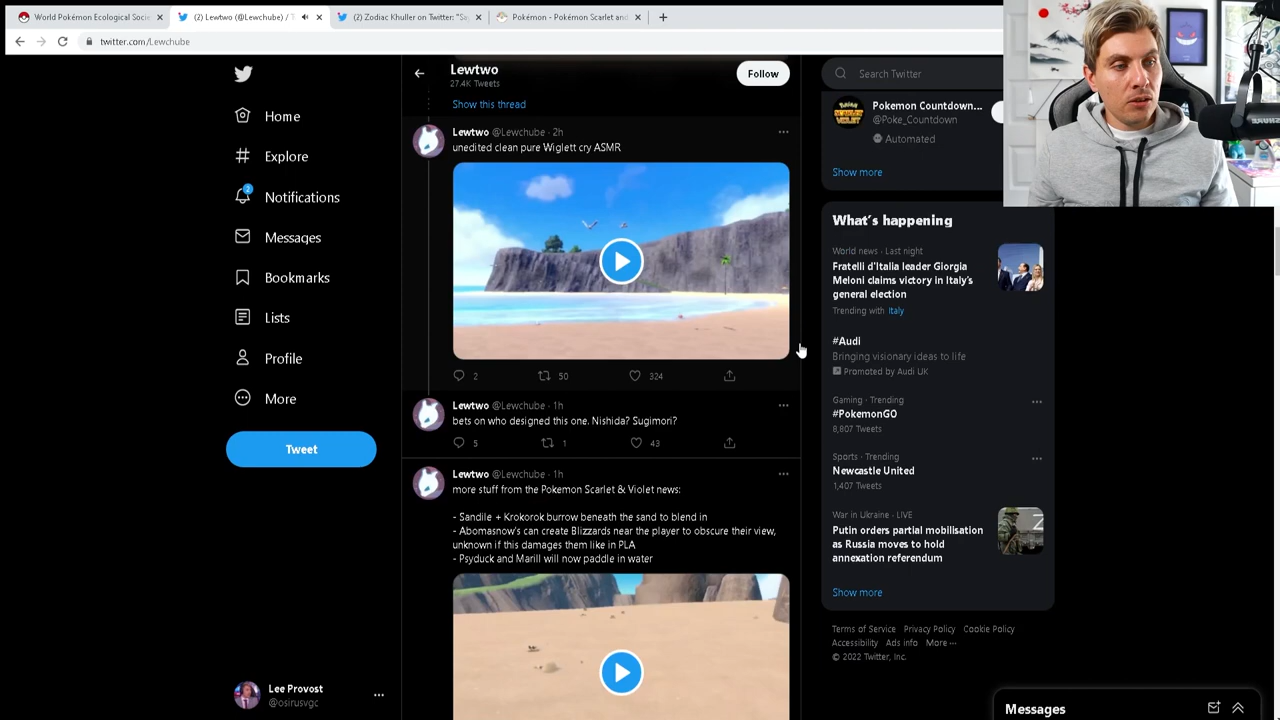 World Pokémon Ecological Socie
(2) Lewtwo (@Lewchube) / T
(2) Zodiac Khuller on Twitter: "Sa
Pokémon - Pokémon Scarlet and
twitter.com/Lewchube
Home
Explore
2
Notifications
Messages
Bookmarks
Lists
Profile
More
Tweet
Lee Provost
@osirusvgc
Lewtwo
27.4K Tweets
Follow
Show this thread
Lewtwo @Lewchube · 2h
unedited clean pure Wiglett cry ASMR
2 50 324
Lewtwo @Lewchube · 1h
bets on who designed this one. Nishida? Sugimori?
5 1 43
Lewtwo @Lewchube · 1h
more stuff from the Pokemon Scarlet & Violet news:
- Sandile + Krokorok burrow beneath the sand to blend in
- Abomasnow's can create Blizzards near the player to obscure their view,
unknown if this damages them like in PLA
- Psyduck and Marill will now paddle in water
Search Twitter
Pokemon Countdown...
@Poke_Countdown
Automated
Show more
What's happening
World news · Last night
Fratelli d'Italia leader Giorgia
Meloni claims victory in Italy's
general election
Trending with Italy
#Audi
Bringing visionary ideas to life
Promoted by Audi UK
Gaming · Trending
#PokemonGO
8,807 Tweets
Sports · Trending
Newcastle United
1,407 Tweets
War in Ukraine · LIVE
Putin orders partial mobilisation
as Russia moves to hold
annexation referendum
Show more
Terms of Service Privacy Policy Cookie Policy
Accessibility Ads info More ···
© 2022 Twitter, Inc.
Messages